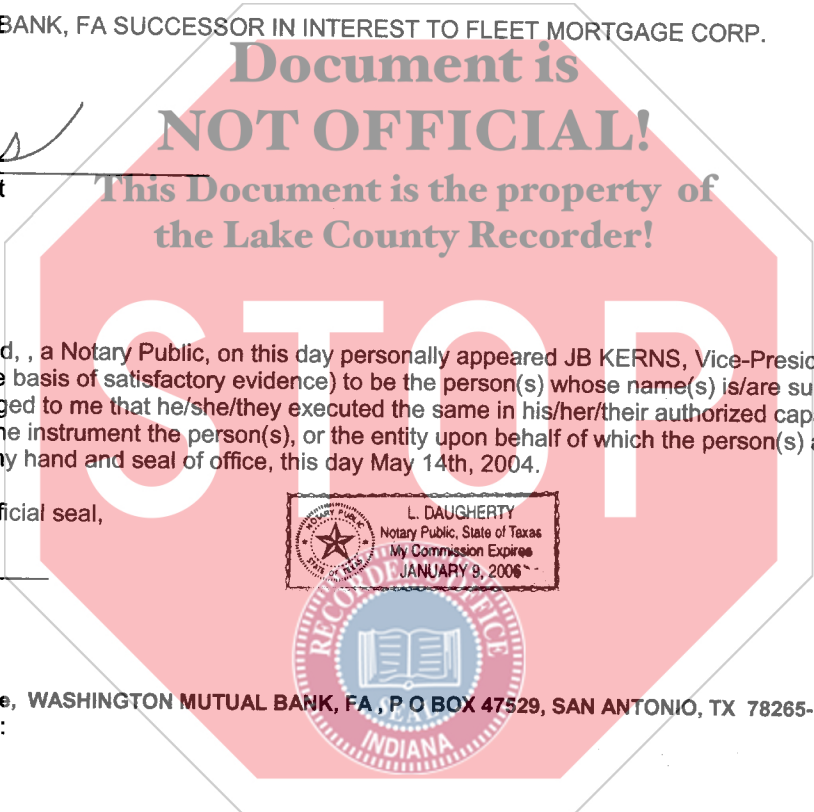 BANK, FA SUCCESSOR IN INTEREST TO FLEET MORTGAGE CORP.
Document is
NOT OFFICIAL!
This Document is the property of
the Lake County Recorder!
t
STOP
d, , a Notary Public, on this day personally appeared JB KERNS, Vice-Presid
e basis of satisfactory evidence) to be the person(s) whose name(s) is/are su
ged to me that he/she/they executed the same in his/her/their authorized cap
he instrument the person(s), or the entity upon behalf of which the person(s) a
y hand and seal of office, this day May 14th, 2004.
ficial seal,
NOTARY PUBLIC
STATE OF TEXAS
L. DAUGHERTY
Notary Public, State of Texas
My Commission Expires
JANUARY 9, 2006
RECORDER'S OFFICE
SEAL
INDIANA
e, WASHINGTON MUTUAL BANK, FA , P O BOX 47529, SAN ANTONIO, TX 78265-
: